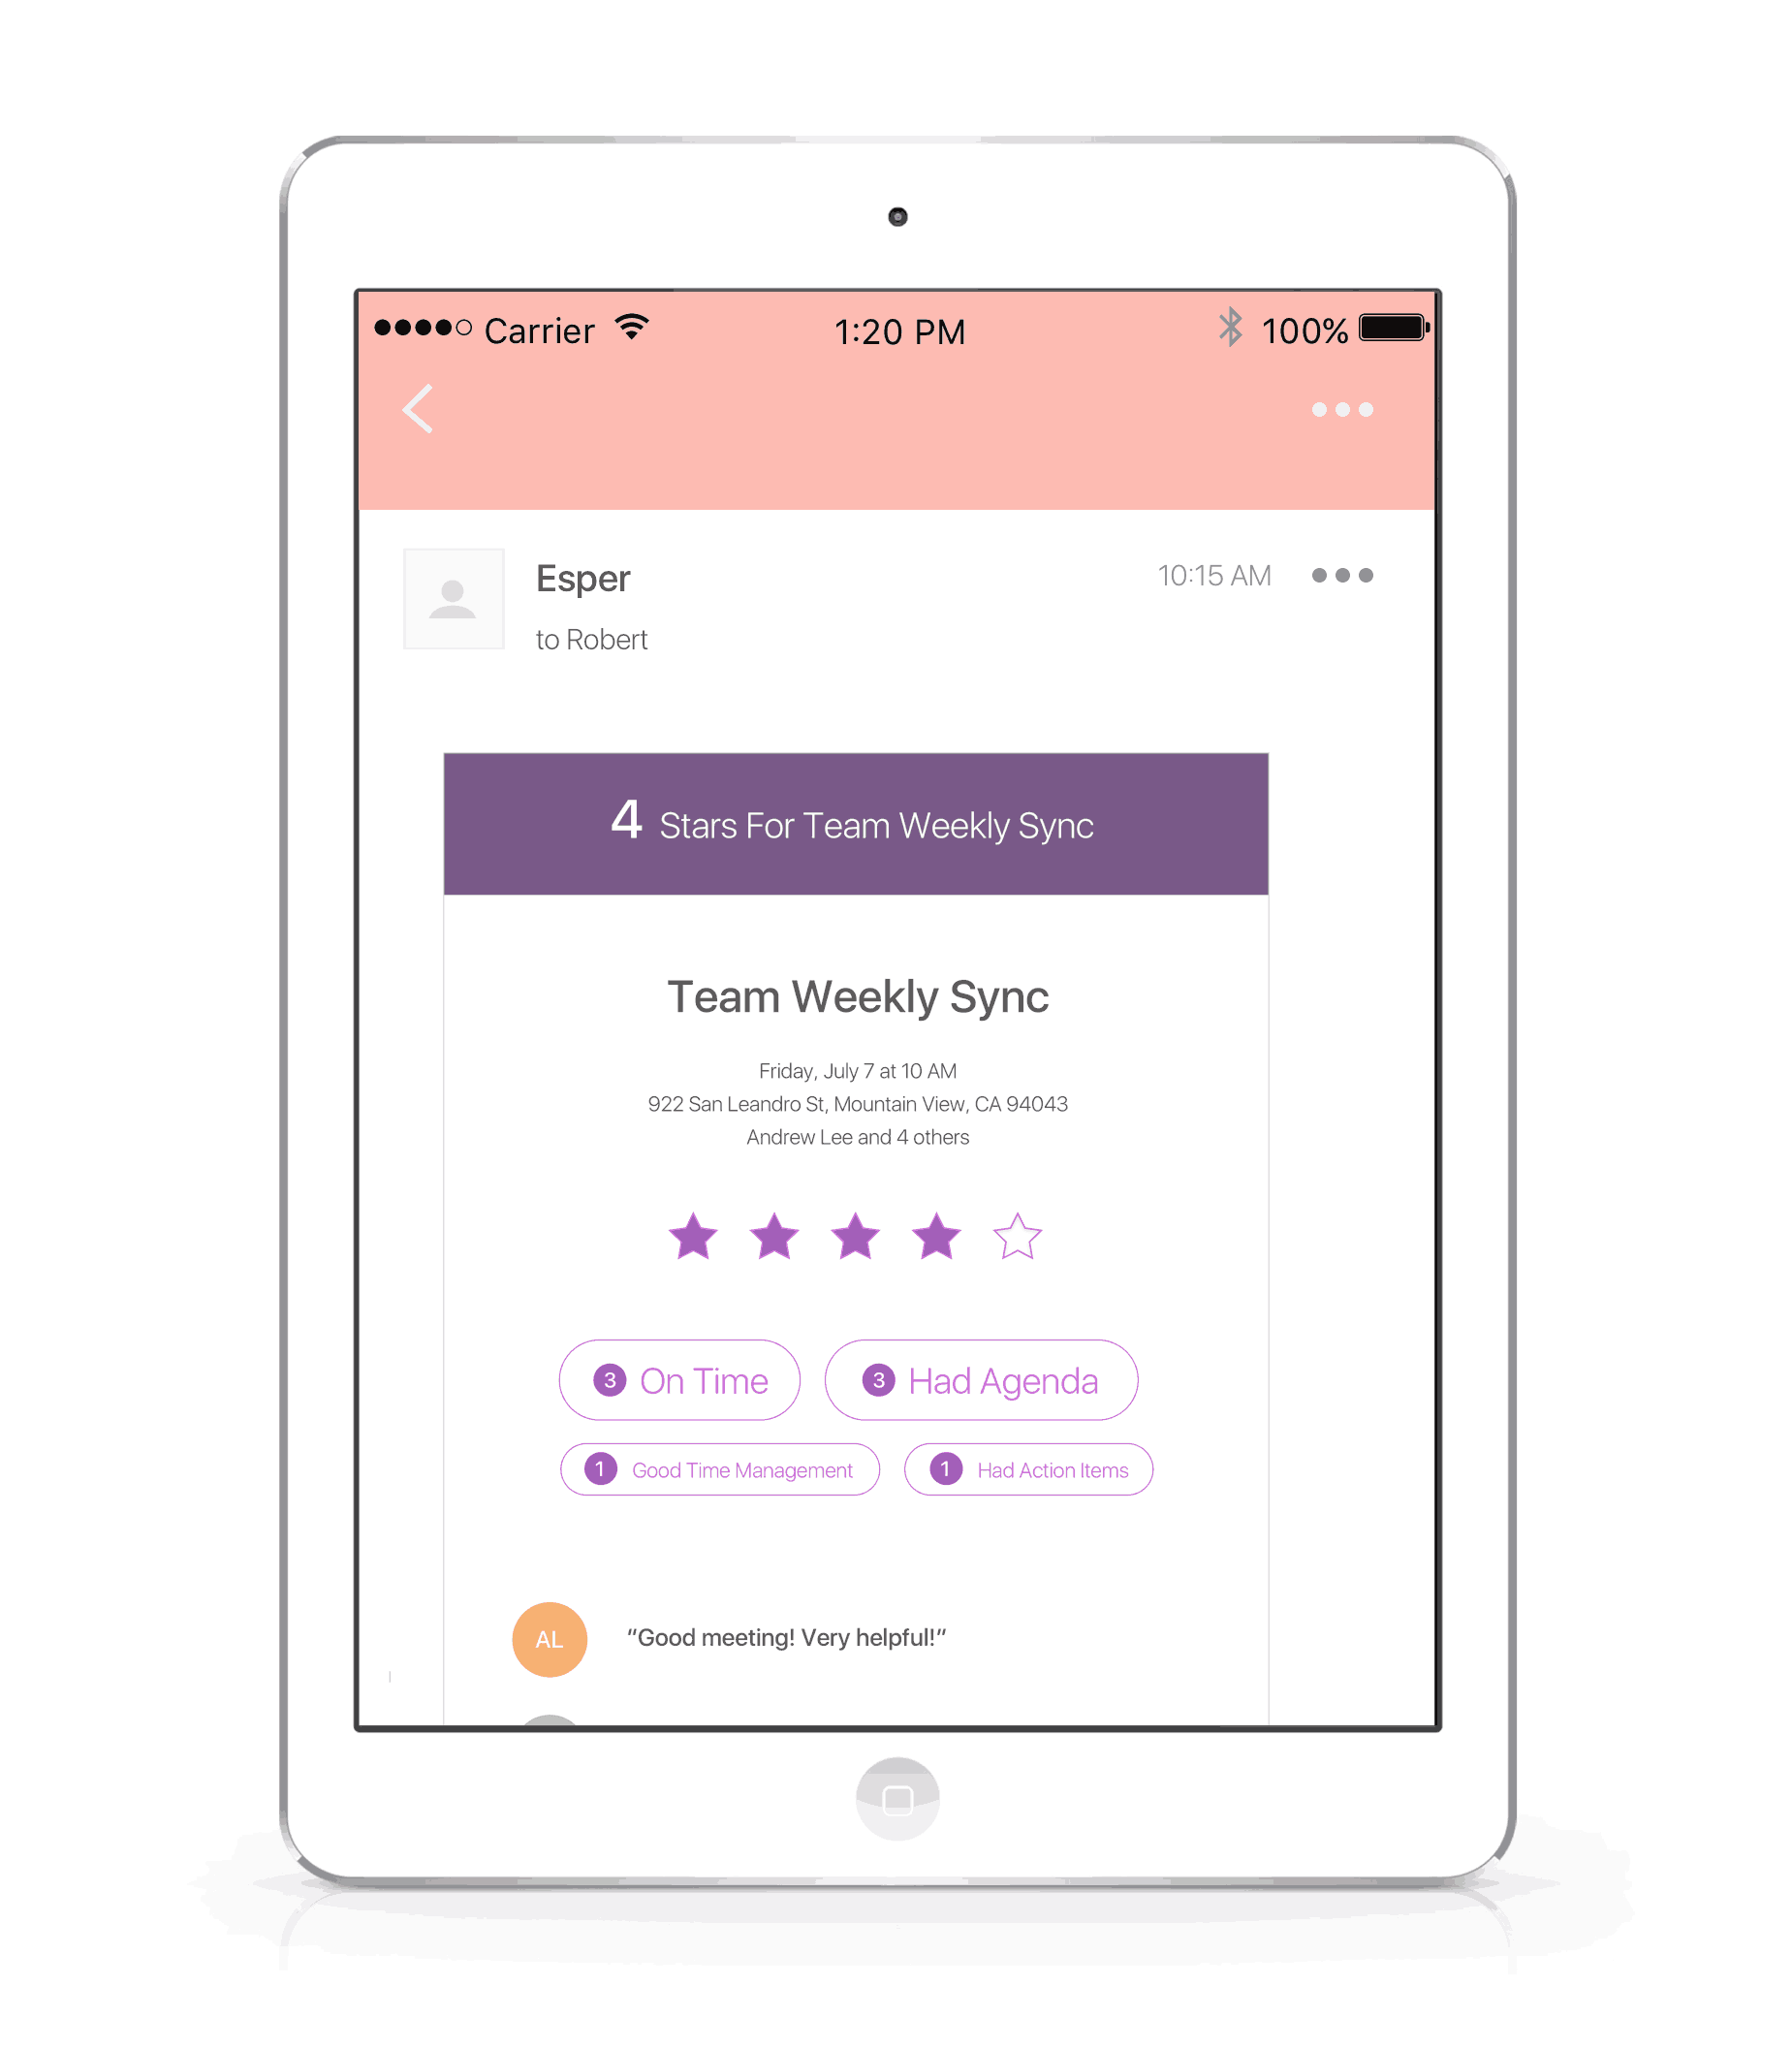 Carrier 1:20 PM 100%
Esper 10:15 AM
to Robert
4 Stars For Team Weekly Sync
Team Weekly Sync
Friday, July 7 at 10 AM
922 San Leandro St, Mountain View, CA 94043
Andrew Lee and 4 others
3 On Time 3 Had Agenda
1 Good Time Management 1 Had Action Items
AL “Good meeting! Very helpful!“